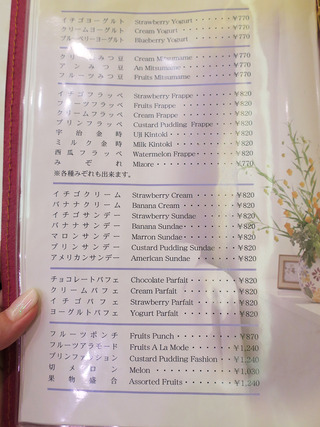 イチゴヨーグルト Strawberry Yogurt・・・・・・・￥770
クリームヨーグルト Cream Yogurt・・・・・・・￥770
ブルーベリーヨーグルト Blueberry Yogurt・・・・・・・￥770
クリームみつ豆 Cream Mitsumame・・・・・・￥770
アンみつ豆 An Mitsumame・・・・・・・￥770
フルーツみつ豆 Fruits Mitsumame・・・・・・￥770
イチゴフラッペ Strawberry Frappe・・・・・・￥820
フルーツフラッペ Fruits Frappe・・・・・・・￥820
クリームフラッペ Cream Frappe・・・・・・・￥820
プリンフラッペ Custard Pudding Frappe・・・￥820
宇治金時 Uji Kintoki・・・・・・・・￥820
ミルク金時 Milk Kintoki・・・・・・・・￥820
西瓜フラッペ Watermelon Frappe・・・・・￥820
みぞれ Mizore・・・・・・・・・・￥770
※各種みぞれも出来ます。
イチゴクリーム Strawberry Cream・・・・・・￥820
バナナクリーム Banana Cream・・・・・・・￥820
イチゴサンデー Strawberry Sundae・・・・・￥820
バナナサンデー Banana Sundae・・・・・・・￥820
マロンサンデー Marron Sundae・・・・・・・￥820
プリンサンデー Custard Pudding Sundae・・・￥820
アメリカンサンデー American Sundae・・・・・・￥820
チョコレートパフェ Chocolate Parfait・・・・・・￥820
クリームパフェ Cream Parfait・・・・・・・￥820
イチゴパフェ Strawberry Parfait・・・・・・￥820
ヨーグルトパフェ Yogurt Parfait・・・・・・・￥820
フルーツポンチ Fruits Punch・・・・・・・・￥870
フルーツアラモード Fruits A La Mode・・・・・・￥1,240
プリンファッション Custard Pudding Fashion・・・￥1,240
切メロン Melon・・・・・・・・・・￥1,030
果物盛合 Assorted Fruits・・・・・・・￥1,240